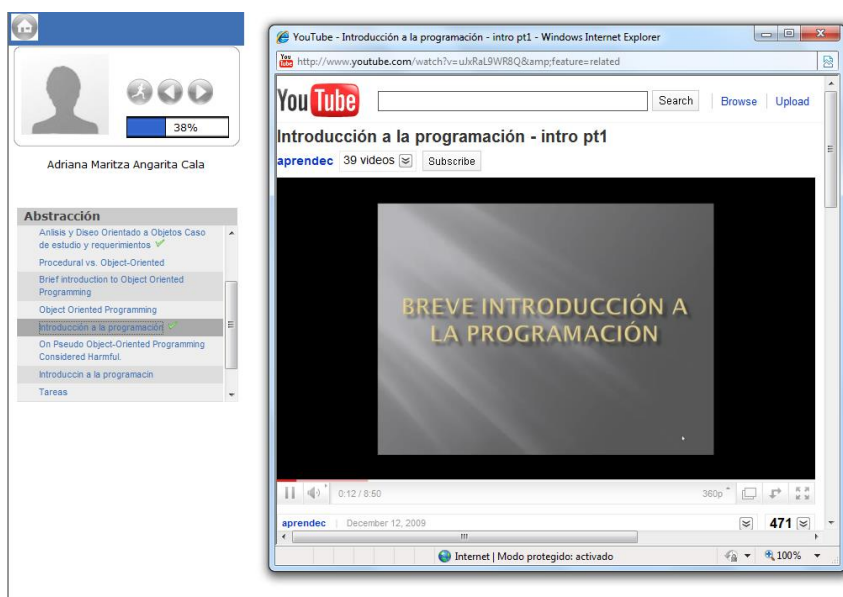 38%
Adriana Maritza Angarita Cala
Abstracción
Anlisis y Diseo Orientado a Objetos Caso
de estudio y requerimientos
Procedural vs. Object-Oriented
Brief introduction to Object Oriented
Programming
Object Oriented Programming
Introducción a la programación
On Pseudo Object-Oriented Programming
Considered Harmful.
Introduccin a la programacin
Tareas
YouTube - Introducción a la programación - intro pt1 - Windows Internet Explorer
http://www.youtube.com/watch?v=uJxRaL9WR8Q&amp;feature=related
You Tube
Search Browse Upload
Introducción a la programación - intro pt1
aprendec 39 videos Subscribe
BREVE INTRODUCCIÓN A
LA PROGRAMACIÓN
0:12 / 8:50 360p
aprendec December 12, 2009 471
Internet | Modo protegido: activado 100%